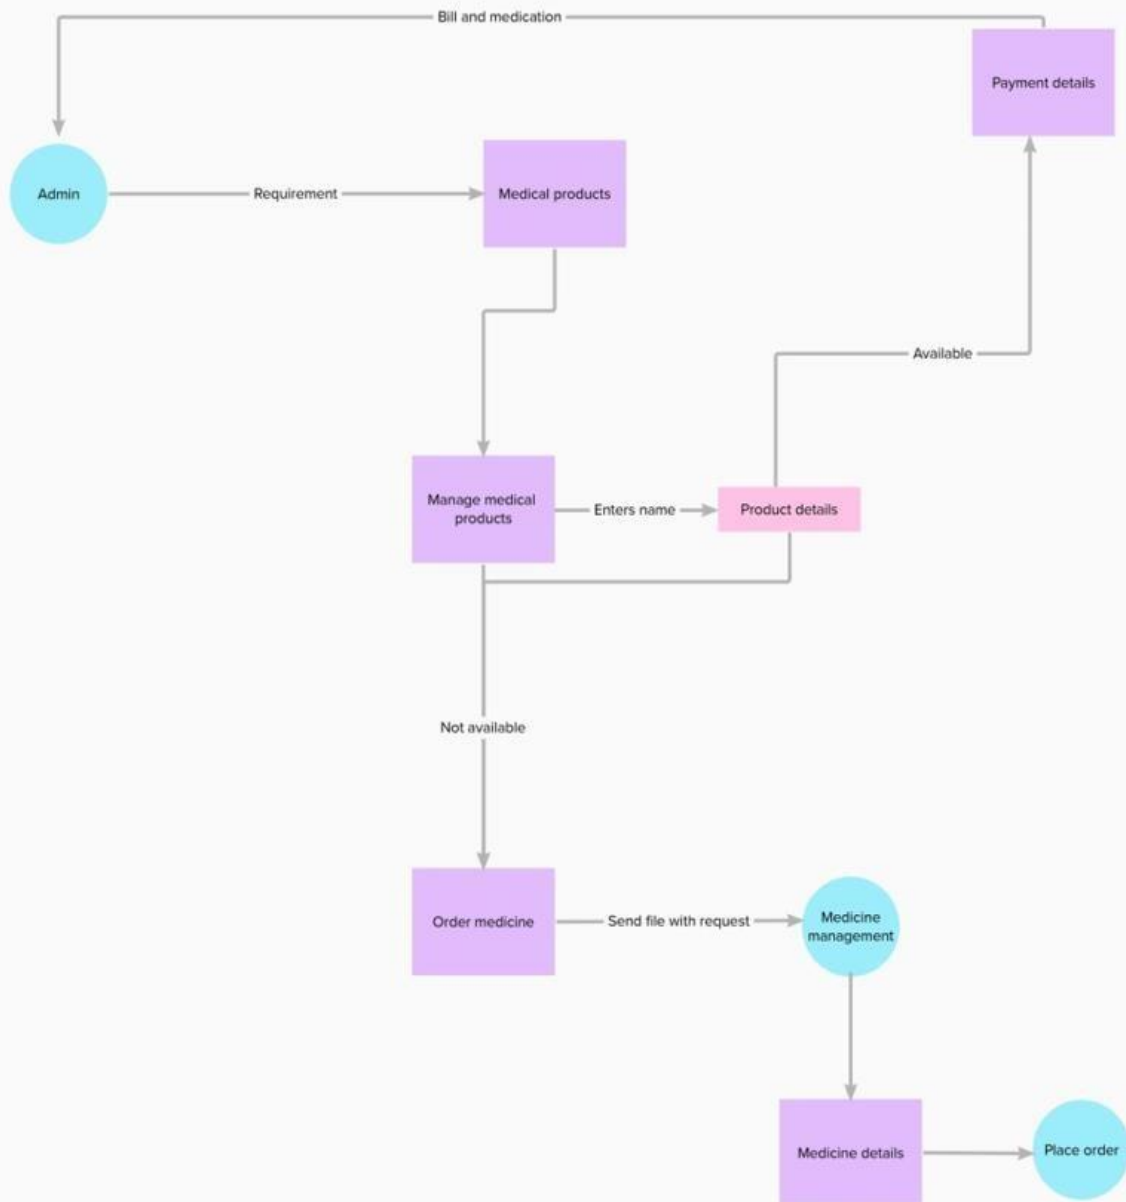 Bill and medication
Payment details
Admin
Requirement
Medical products
Available
Manage medical
products
Enters name
Product details
Not available
Order medicine
Send file with request
Medicine
management
Medicine details
Place order